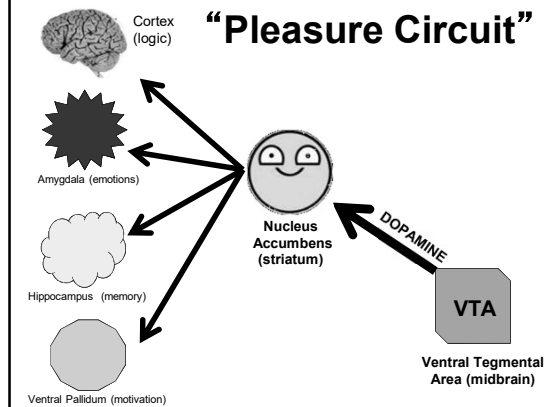 “Pleasure Circuit”
Cortex
(logic)
Amygdala (emotions)
Hippocampus (memory)
Ventral Pallidum (motivation)
Nucleus
Accumbens
(striatum)
DOPAMINE
VTA
Ventral Tegmental
Area (midbrain)